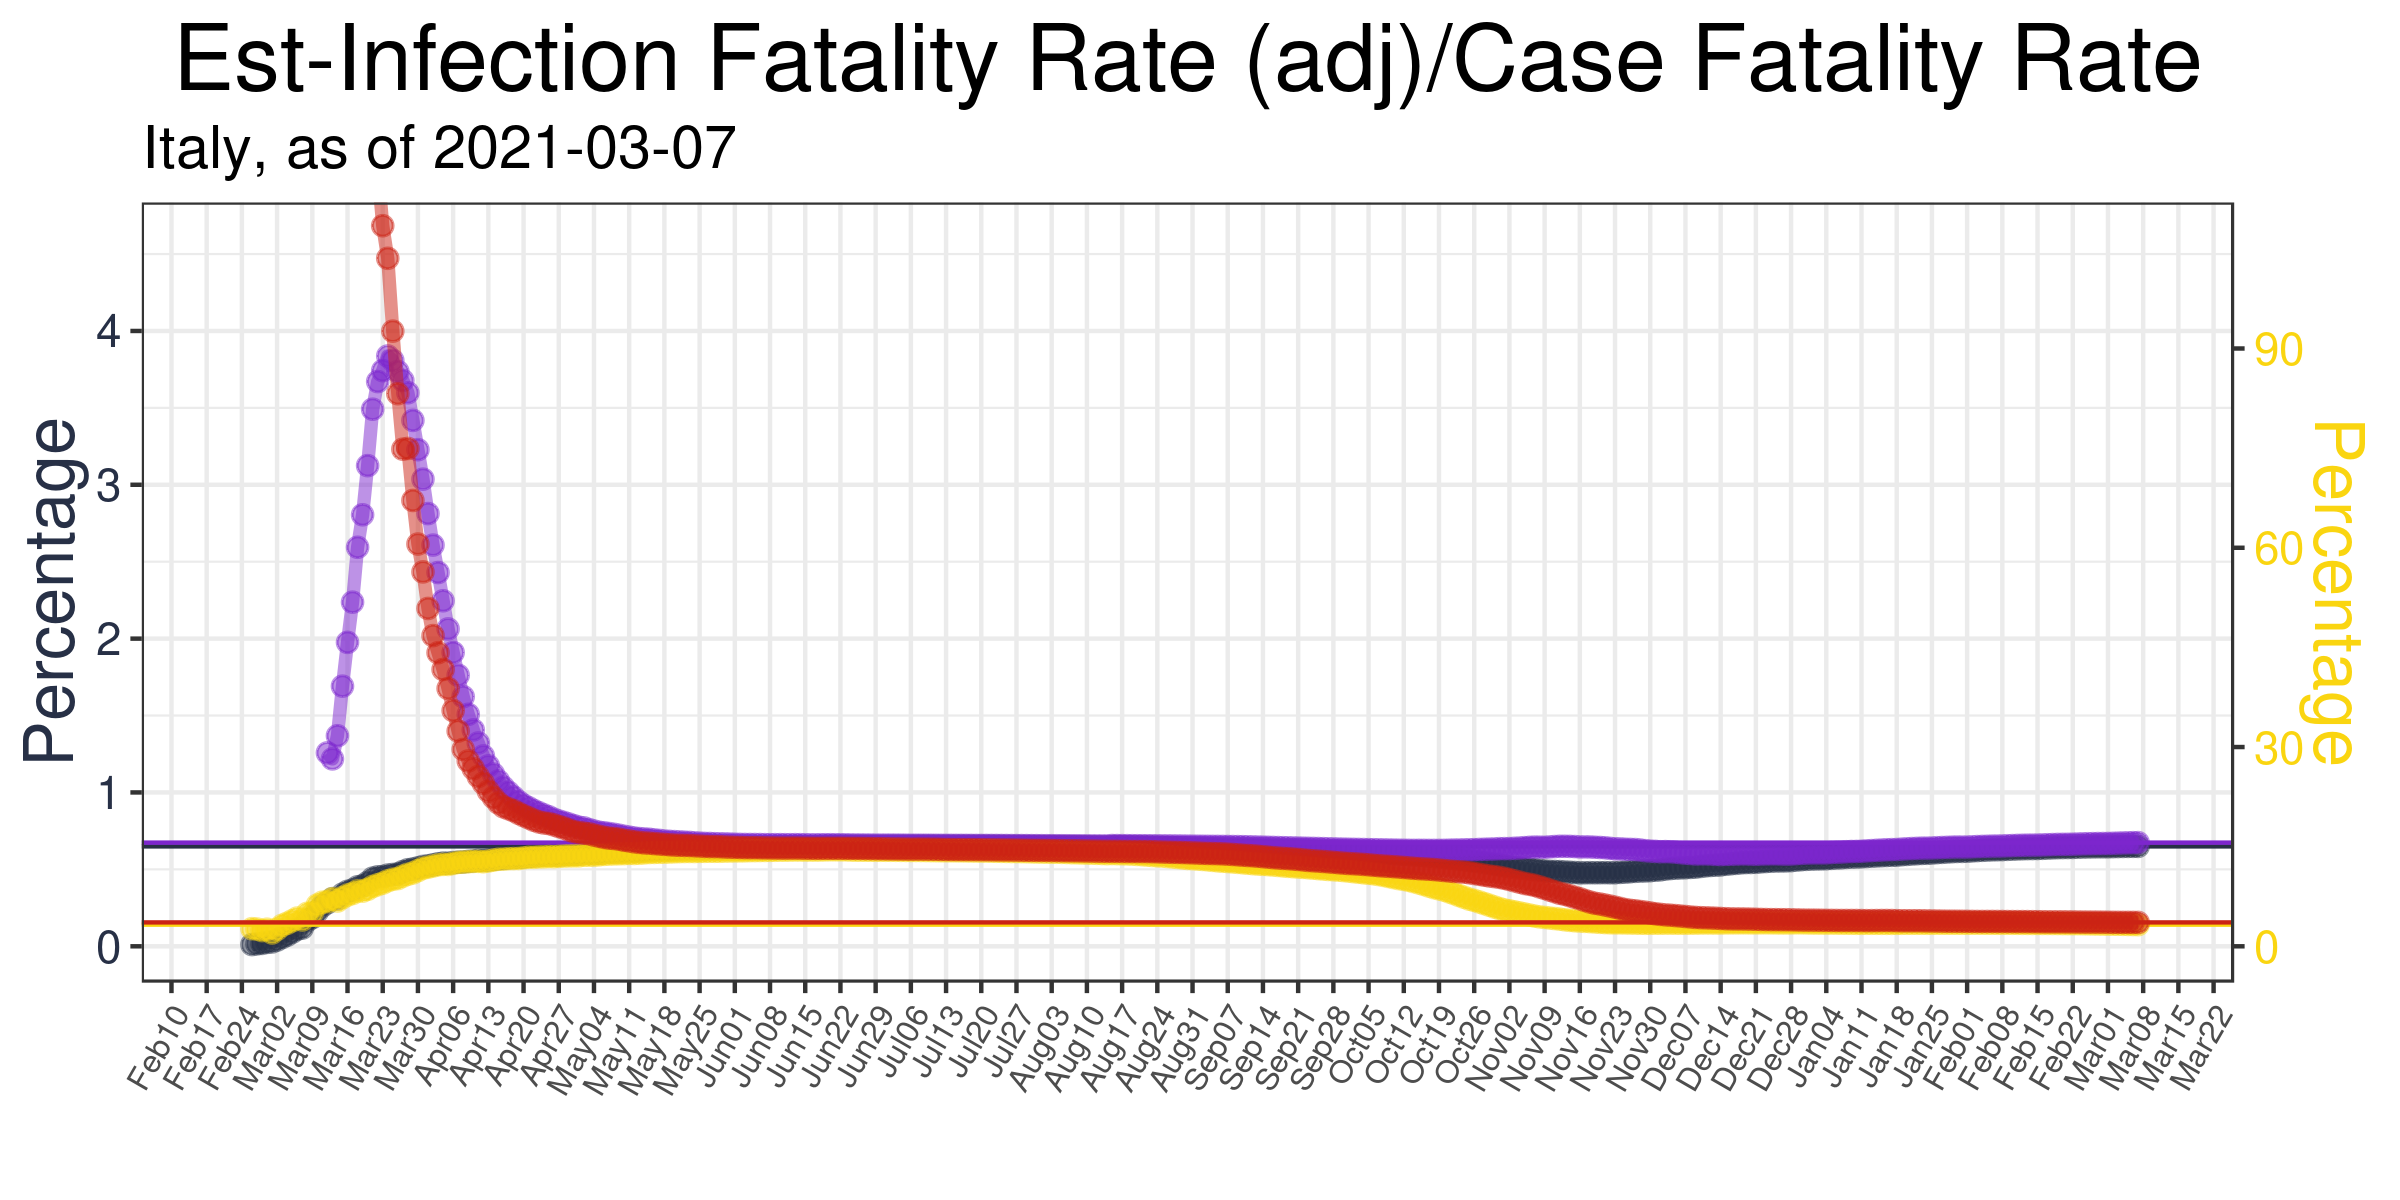 Est-Infection Fatality Rate (adj)/Case Fatality Rate
Italy, as of 2021-03-07
Percentage
4
3
2
1
0
90
60
30
0
Percentage
Feb10
Feb17
Feb24
Mar02
Mar09
Mar16
Mar23
Mar30
Apr06
Apr13
Apr20
Apr27
May04
May11
May18
May25
Jun01
Jun08
Jun15
Jun22
Jun29
Jul06
Jul13
Jul20
Jul27
Aug03
Aug10
Aug17
Aug24
Aug31
Sep07
Sep14
Sep21
Sep28
Oct05
Oct12
Oct19
Oct26
Nov02
Nov09
Nov16
Nov23
Nov30
Dec07
Dec14
Dec21
Dec28
Dec04
Jan11
Jan18
Jan25
Feb01
Feb08
Feb15
Feb22
Mar01
Mar08
Mar15
Mar22